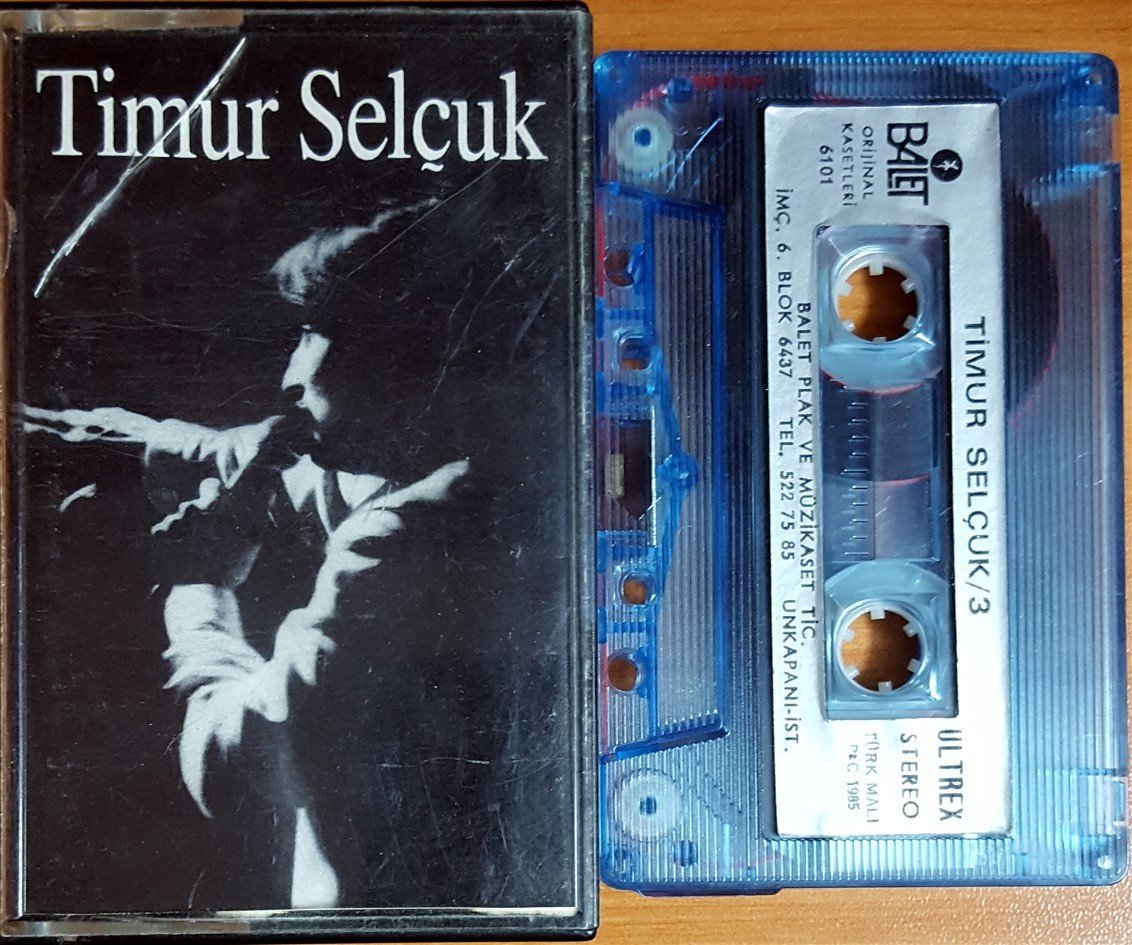 Timur Selçuk
BALET
ORİJİNAL
KASETLERİ
6101
TİMUR SELÇUK/3
ULTREX
STEREO
TÜRK MALI
P&C 1985
BALET PLAK VE MÜZİKASET TİC.
İMÇ. 6. BLOK 6437 TEL. 522 75 85 UNKAPANI-İST.